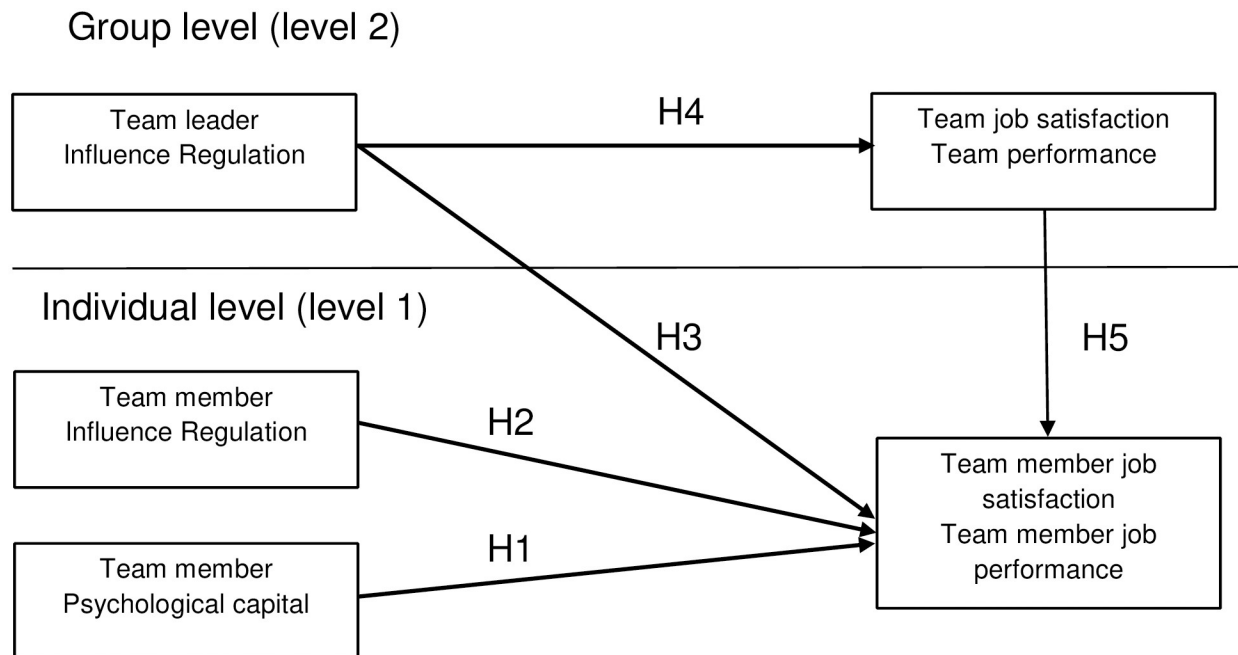 Group level (level 2)
Team leader
Influence Regulation
H4
Team job satisfaction
Team performance
Individual level (level 1)
H3
H5
Team member
Influence Regulation
H2
Team member job
satisfaction
Team member job
performance
H1
Team member
Psychological capital